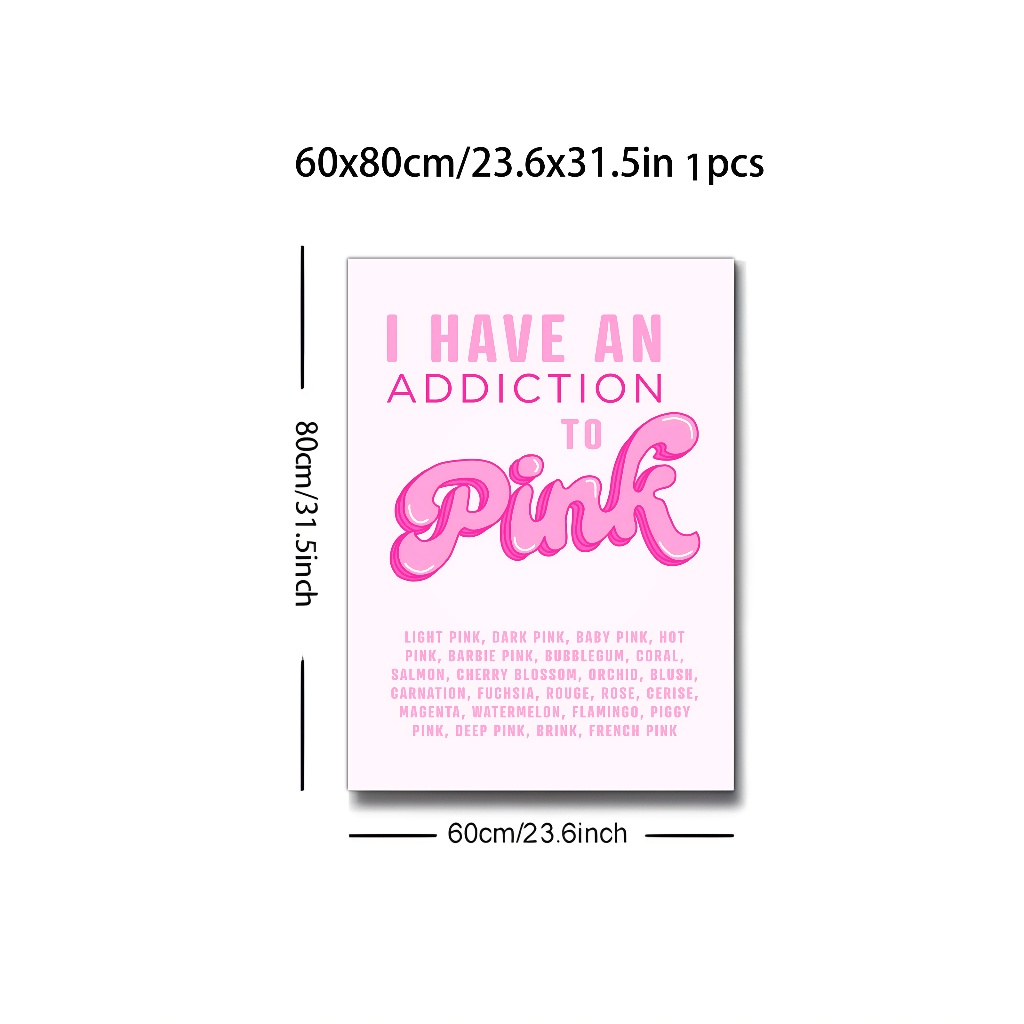 60x80cm/23.6x31.5in 1pcs
I HAVE AN
ADDICTION
TO
Pink
80cm/31.5inch
LIGHT PINK, DARK PINK, BABY PINK, HOT
PINK, BARBIE PINK, BUBBLEGUM, CORAL,
SALMON, CHERRY BLOSSOM, ORCHID, BLUSH,
CARNATION, FUCHSIA, ROUGE, ROSE, CERISE,
MAGENTA, WATERMELON, FLAMINGO, PIGGY
PINK, DEEP PINK, BRINK, FRENCH PINK
60cm/23.6inch